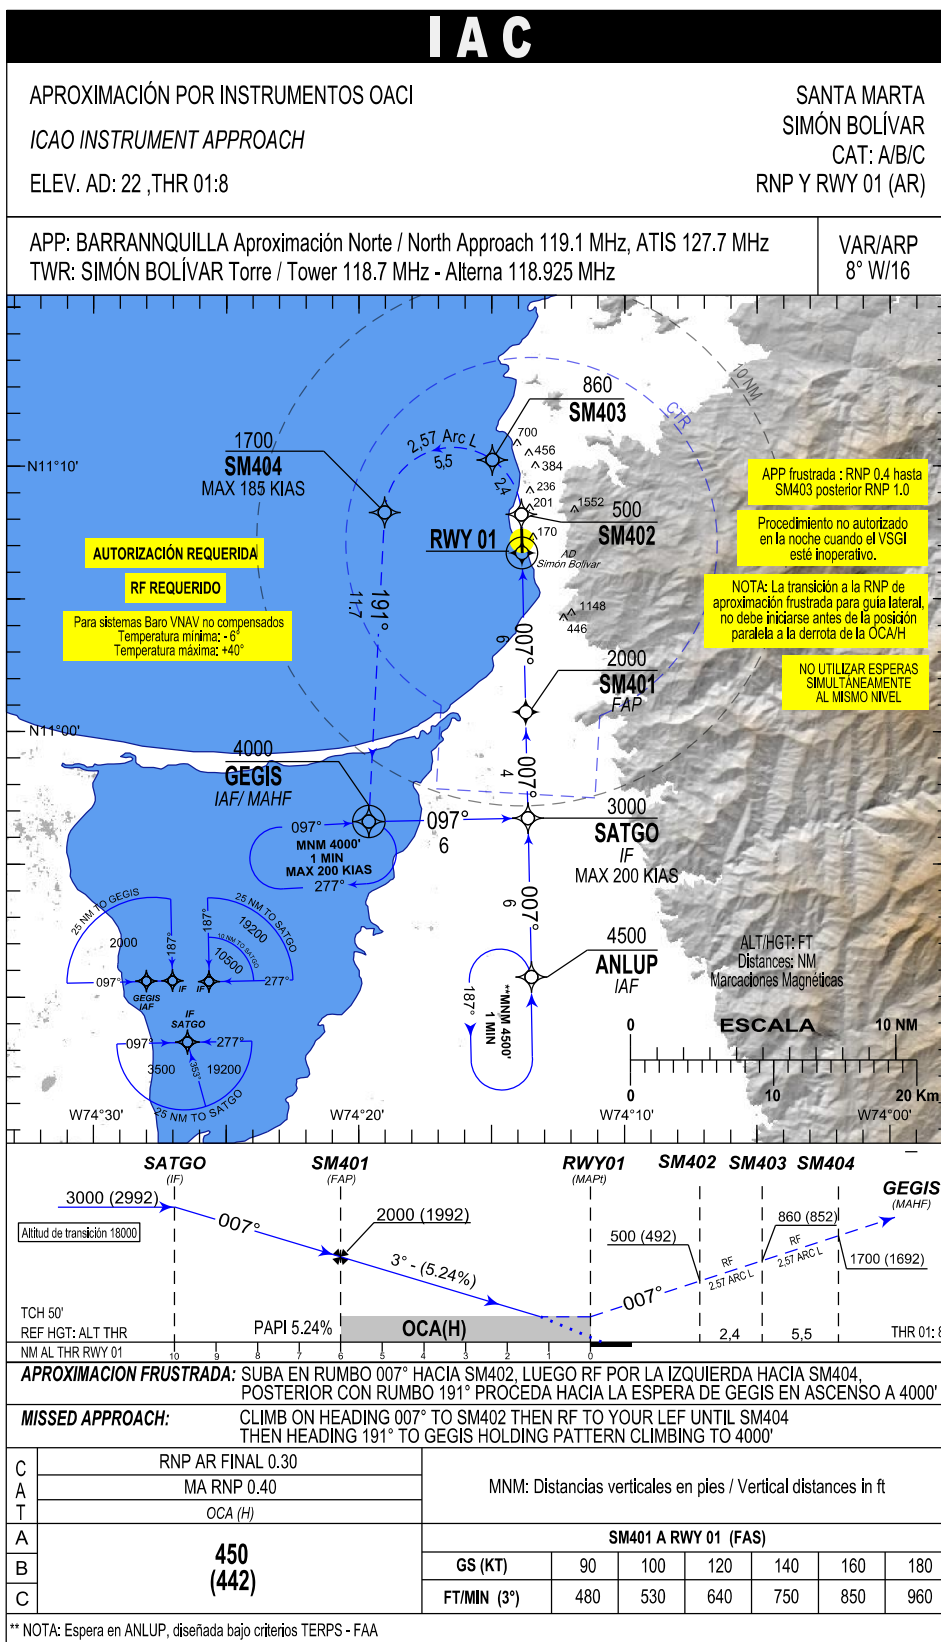 IAC
APROXIMACIÓN POR INSTRUMENTOS OACI
ICAO INSTRUMENT APPROACH
ELEV. AD: 22 ,THR 01:8
SANTA MARTA
SIMÓN BOLÍVAR
CAT: A/B/C
RNP Y RWY 01 (AR)
APP: BARRANNQUILLA Aproximación Norte / North Approach 119.1 MHz, ATIS 127.7 MHz
TWR: SIMÓN BOLÍVAR Torre / Tower 118.7 MHz - Alterna 118.925 MHz
VAR/ARP
8° W/16
10 NM
CTR
860
SM403
2,57 Arc L
5,5
2,4
700
456
384
236
201
1552
170
1700
SM404
MAX 185 KIAS
N11°10'
500
SM402
RWY 01
AD
Simón Bolívar
APP frustrada : RNP 0.4 hasta
SM403 posterior RNP 1.0
Procedimiento no autorizado
en la noche cuando el VSGI
esté inoperativo.
NOTA: La transición a la RNP de
aproximación frustrada para guía lateral,
no debe iniciarse antes de la posición
paralela a la derrota de la OCA/H
NO UTILIZAR ESPERAS
SIMULTÁNEAMENTE
AL MISMO NIVEL
AUTORIZACIÓN REQUERIDA
RF REQUERIDO
Para sistemas Baro VNAV no compensados
Temperatura mínima: - 6°
Temperatura máxima: +40°
191°
11.7
1148
446
007°
6
2000
SM401
FAP
N11°00'
007°
4
4000
GEGIS
IAF/ MAHF
097°
MNM 4000'
1 MIN
MAX 200 KIAS
277°
097°
6
3000
SATGO
IF
MAX 200 KIAS
007°
6
25 NM TO GEGIS
2000
187°
097°
GEGIS
IAF
IF
25 NM TO SATGO
19200
10 NM TO SATGO
10500
187°
277°
IF
IF
SATGO
097°
277°
353°
3500
19200
25 NM TO SATGO
4500
ANLUP
IAF
187°
**MNM 4500'
1 MIN
ALT/HGT: FT
Distances: NM
Marcaciones Magnéticas
0 ESCALA 10 NM
0 10 20 Km
W74°30' W74°20' W74°10' W74°00'
SATGO
(IF)
SM401
(FAP)
RWY01
(MAPt)
SM402 SM403 SM404
GEGIS
(MAHF)
3000 (2992)
Altitud de transición 18000
007°
2000 (1992)
3° - (5.24%)
500 (492)
860 (852)
1700 (1692)
RF
2,57 ARC L
RF
2,57 ARC L
007°
TCH 50'
REF HGT: ALT THR
PAPI 5.24%
OCA(H)
2,4 5,5
THR 01: 8
NM AL THR RWY 01
10 9 8 7 6 5 4 3 2 1 0
APROXIMACION FRUSTRADA: SUBA EN RUMBO 007° HACIA SM402, LUEGO RF POR LA IZQUIERDA HACIA SM404,
POSTERIOR CON RUMBO 191° PROCEDA HACIA LA ESPERA DE GEGIS EN ASCENSO A 4000'
MISSED APPROACH: CLIMB ON HEADING 007° TO SM402 THEN RF TO YOUR LEF UNTIL SM404
THEN HEADING 191° TO GEGIS HOLDING PATTERN CLIMBING TO 4000'
CAT
RNP AR FINAL 0.30
MA RNP 0.40
OCA (H)
MNM: Distancias verticales en pies / Vertical distances in ft
A
B
C
450
(442)
SM401 A RWY 01 (FAS)
GS (KT) 90 100 120 140 160 180
FT/MIN (3°) 480 530 640 750 850 960
** NOTA: Espera en ANLUP, diseñada bajo criterios TERPS - FAA